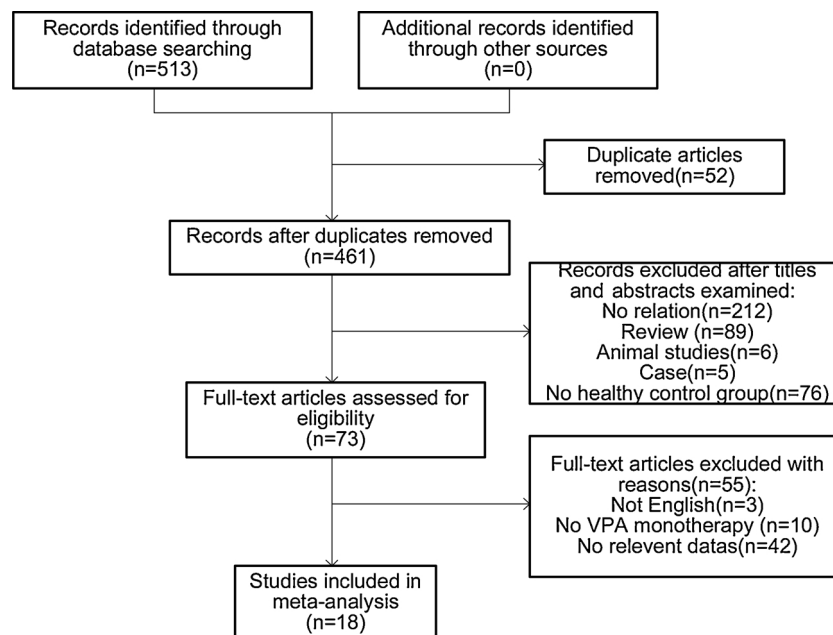 Records identified through
database searching
(n=513)
Additional records identified
through other sources
(n=0)
Duplicate articles
removed(n=52)
Records after duplicates removed
(n=461)
Records excluded after titles
and abstracts examined:
No relation(n=212)
Review (n=89)
Animal studies(n=6)
Case(n=5)
No healthy control group(n=76)
Full-text articles assessed for
eligibility
(n=73)
Full-text articles excluded with
reasons(n=55):
Not English(n=3)
No VPA monotherapy (n=10)
No relevent datas(n=42)
Studies included in
meta-analysis
(n=18)